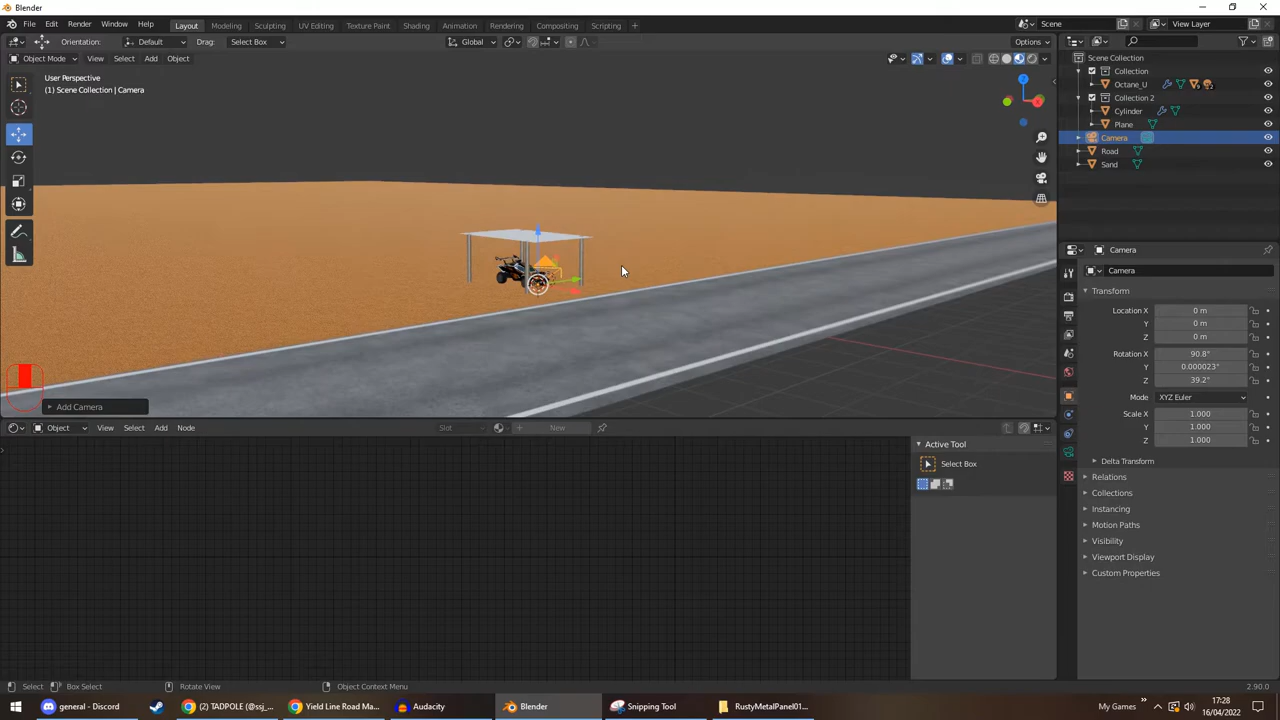 Blender
File Edit Render Window Help Layout Modeling Sculpting UV Editing Texture Paint Shading Animation Rendering Compositing Scripting + Scene View Layer
Orientation: Default Drag: Select Box Global Options
Object Mode View Select Add Object
User Perspective
(1) Scene Collection | Camera
Z
Add Camera
Scene Collection
Collection
Octane_U
Collection 2
Cylinder
Plane
Camera
Road
Sand
Camera
Camera
Transform
Location X 0 m
Y 0 m
Z 0 m
Rotation X 90.8°
Y 0.000023°
Z 39.2°
Mode XYZ Euler
Scale X 1.000
Y 1.000
Z 1.000
Delta Transform
Relations
Collections
Instancing
Motion Paths
Visibility
Viewport Display
Custom Properties
Object View Select Add Node Slot New
Active Tool
Select Box
Select Box Select Rotate View Object Context Menu 2.90.0
general - Discord (2) TADPOLE (@ssj_... Yield Line Road Ma... Audacity Blender Snipping Tool RustyMetalPanel01... My Games 17:28
16/04/2022